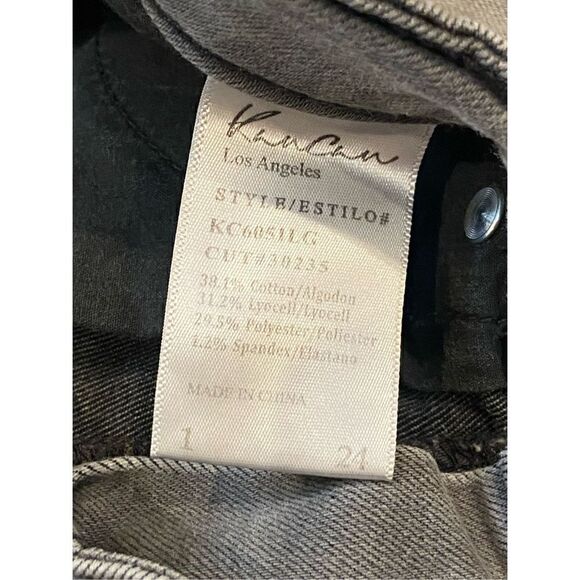 KanCan
Los Angeles
STYLE/ESTILO#
KC6051LG
CUT#30235
38.1% Cotton/Algodon
31.2% Lyocell/Lyocell
29.5% Polyester/Poliester
1.2% Spandex/Elastano
MADE IN CHINA
1 24